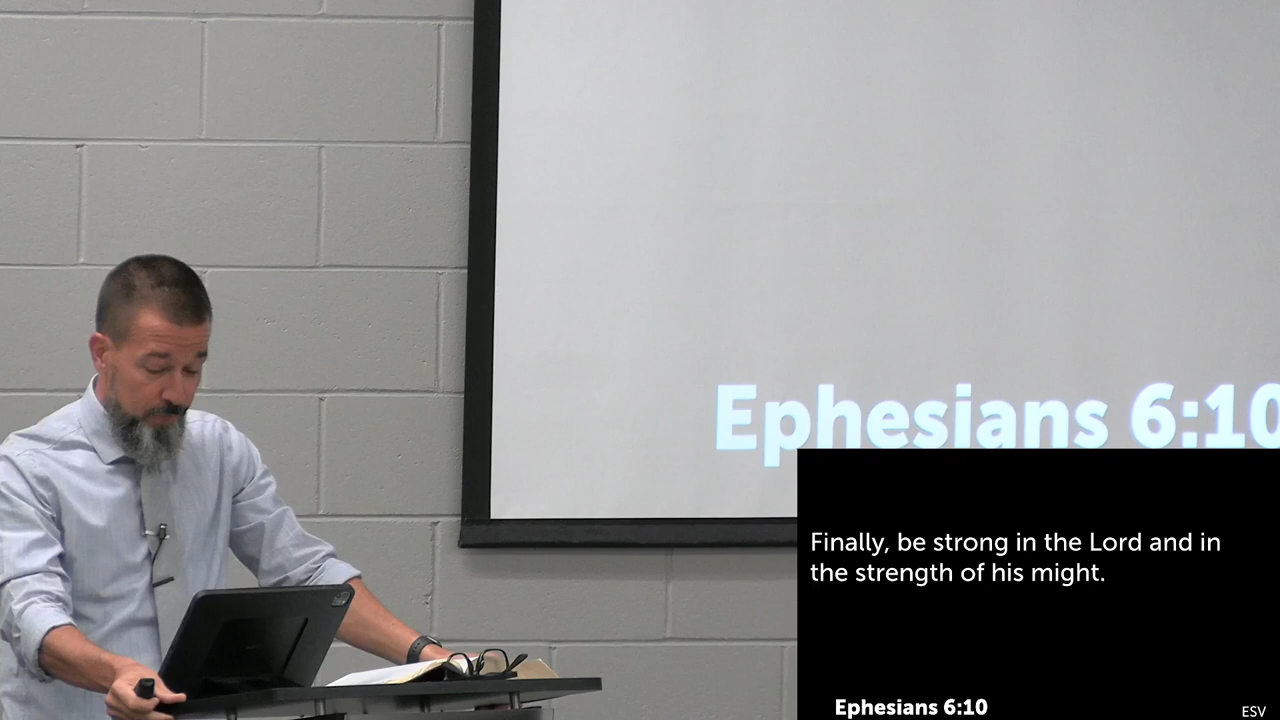 Ephesians 6:10
Finally, be strong in the Lord and in
the strength of his might.
Ephesians 6:10
ESV